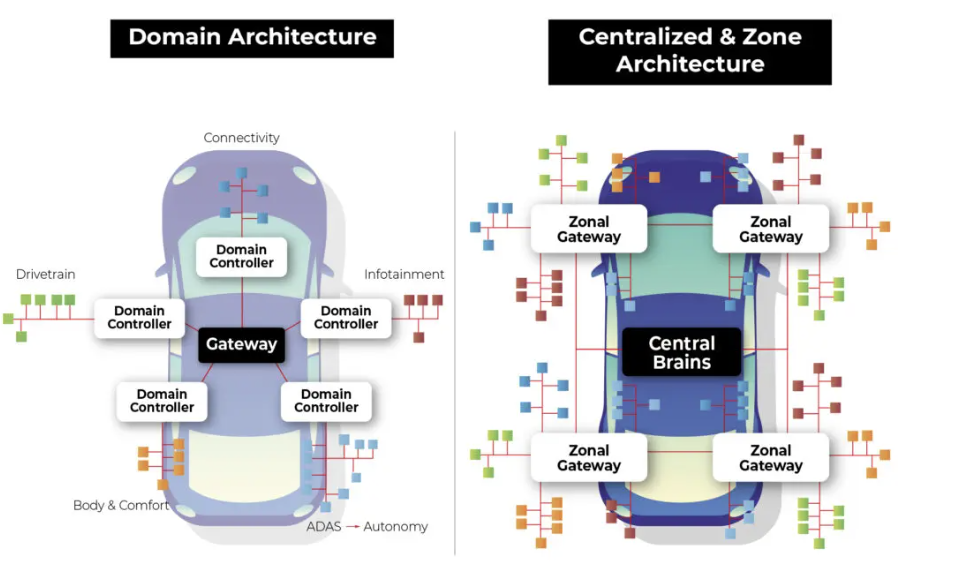 Domain Architecture
Centralized & Zone
Architecture
Connectivity
Domain
Controller
Drivetrain
Infotainment
Domain
Controller
Domain
Controller
Gateway
Domain
Controller
Domain
Controller
Body & Comfort
ADAS → Autonomy
Zonal
Gateway
Zonal
Gateway
Central
Brains
Zonal
Gateway
Zonal
Gateway